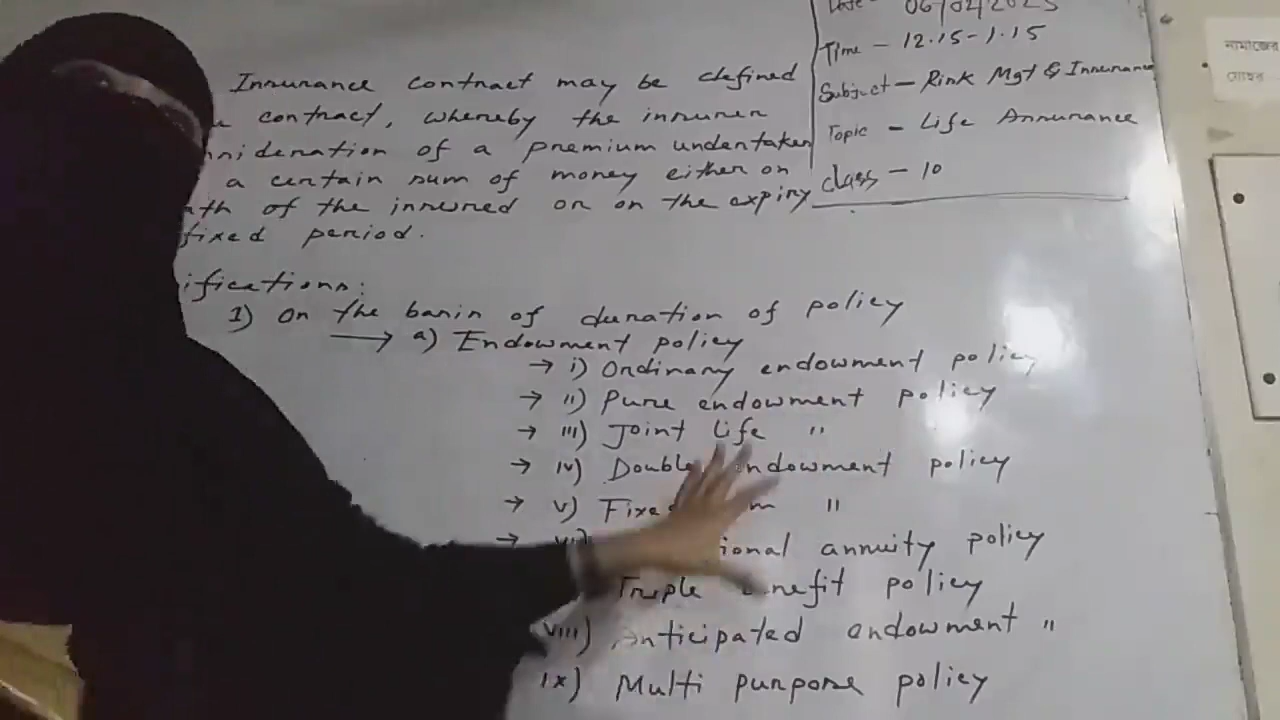 Insurance contract may be defined
contract, whereby the insurer
consideration of a premium undertakes
a certain sum of money either on
of the insured or on the expiry
fixed period.
Date - 06/02/2023
Time - 12.15-1.15
Subject - Risk Mgt & Insurance
Topic - Life Assurance
Class - 10
নামাজের
1) On the basis of duration of policy
→ a) Endowment policy
→ i) Ordinary endowment policy
→ ii) Pure endowment policy
→ iii) Joint Life "
→ iv) Double endowment policy
→ v) Fixed "
→ annuity policy
Triple benefit policy
viii) Anticipated endowment "
ix) Multi purpose policy